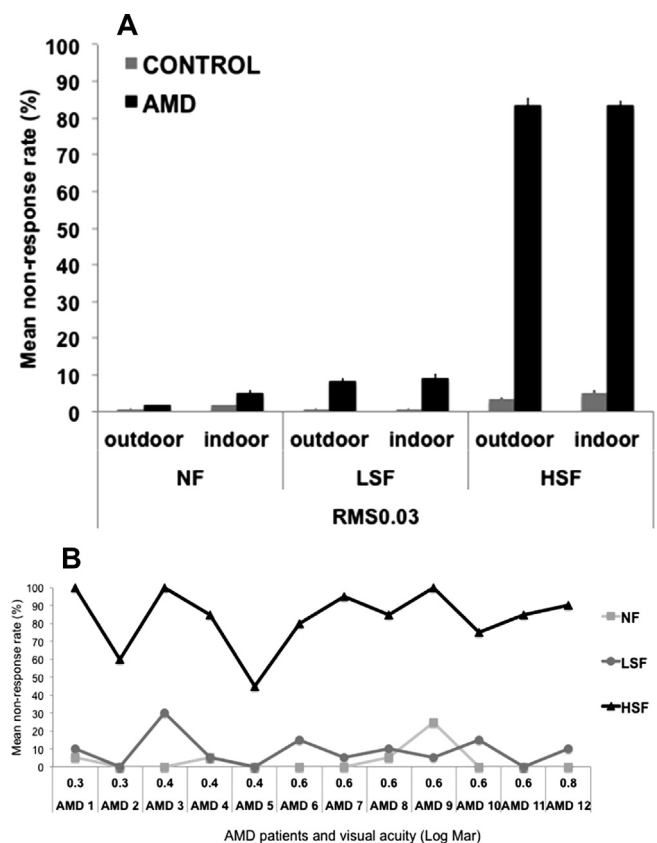 A
Mean non-response rate (%)
100
90
80
70
60
50
40
30
20
10
0
CONTROL
AMD
outdoor indoor outdoor indoor outdoor indoor
NF LSF HSF
RMS0.03
B
Mean non-response rate (%)
100
90
80
70
60
50
40
30
20
10
0
NF
LSF
HSF
0.3 0.3 0.4 0.4 0.4 0.6 0.6 0.6 0.6 0.6 0.6 0.8
AMD 1 AMD 2 AMD 3 AMD 4 AMD 5 AMD 6 AMD 7 AMD 8 AMD 9 AMD 10 AMD 11 AMD 12
AMD patients and visual acuity (Log Mar)